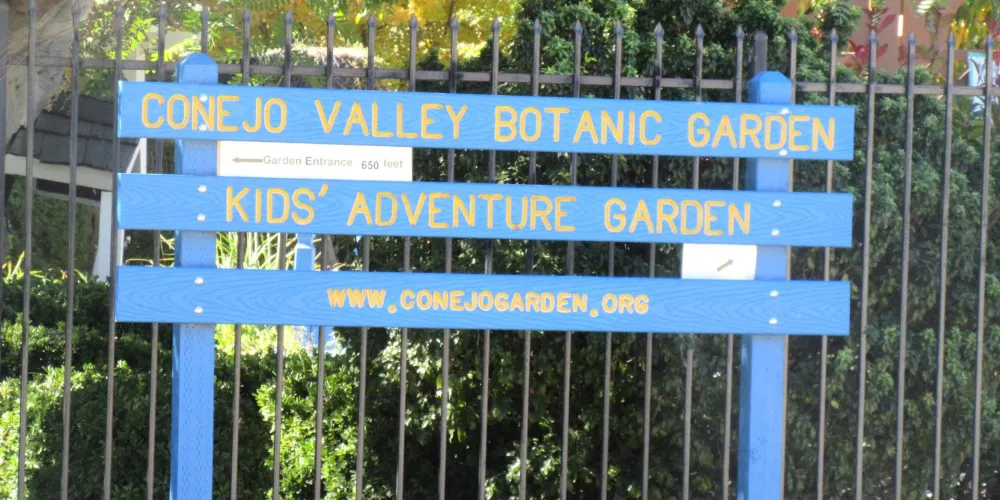 CONEJO VALLEY BOTANIC GARDEN
Garden Entrance 650 feet
KIDS' ADVENTURE GARDEN
WWW.CONEJOGARDEN.ORG